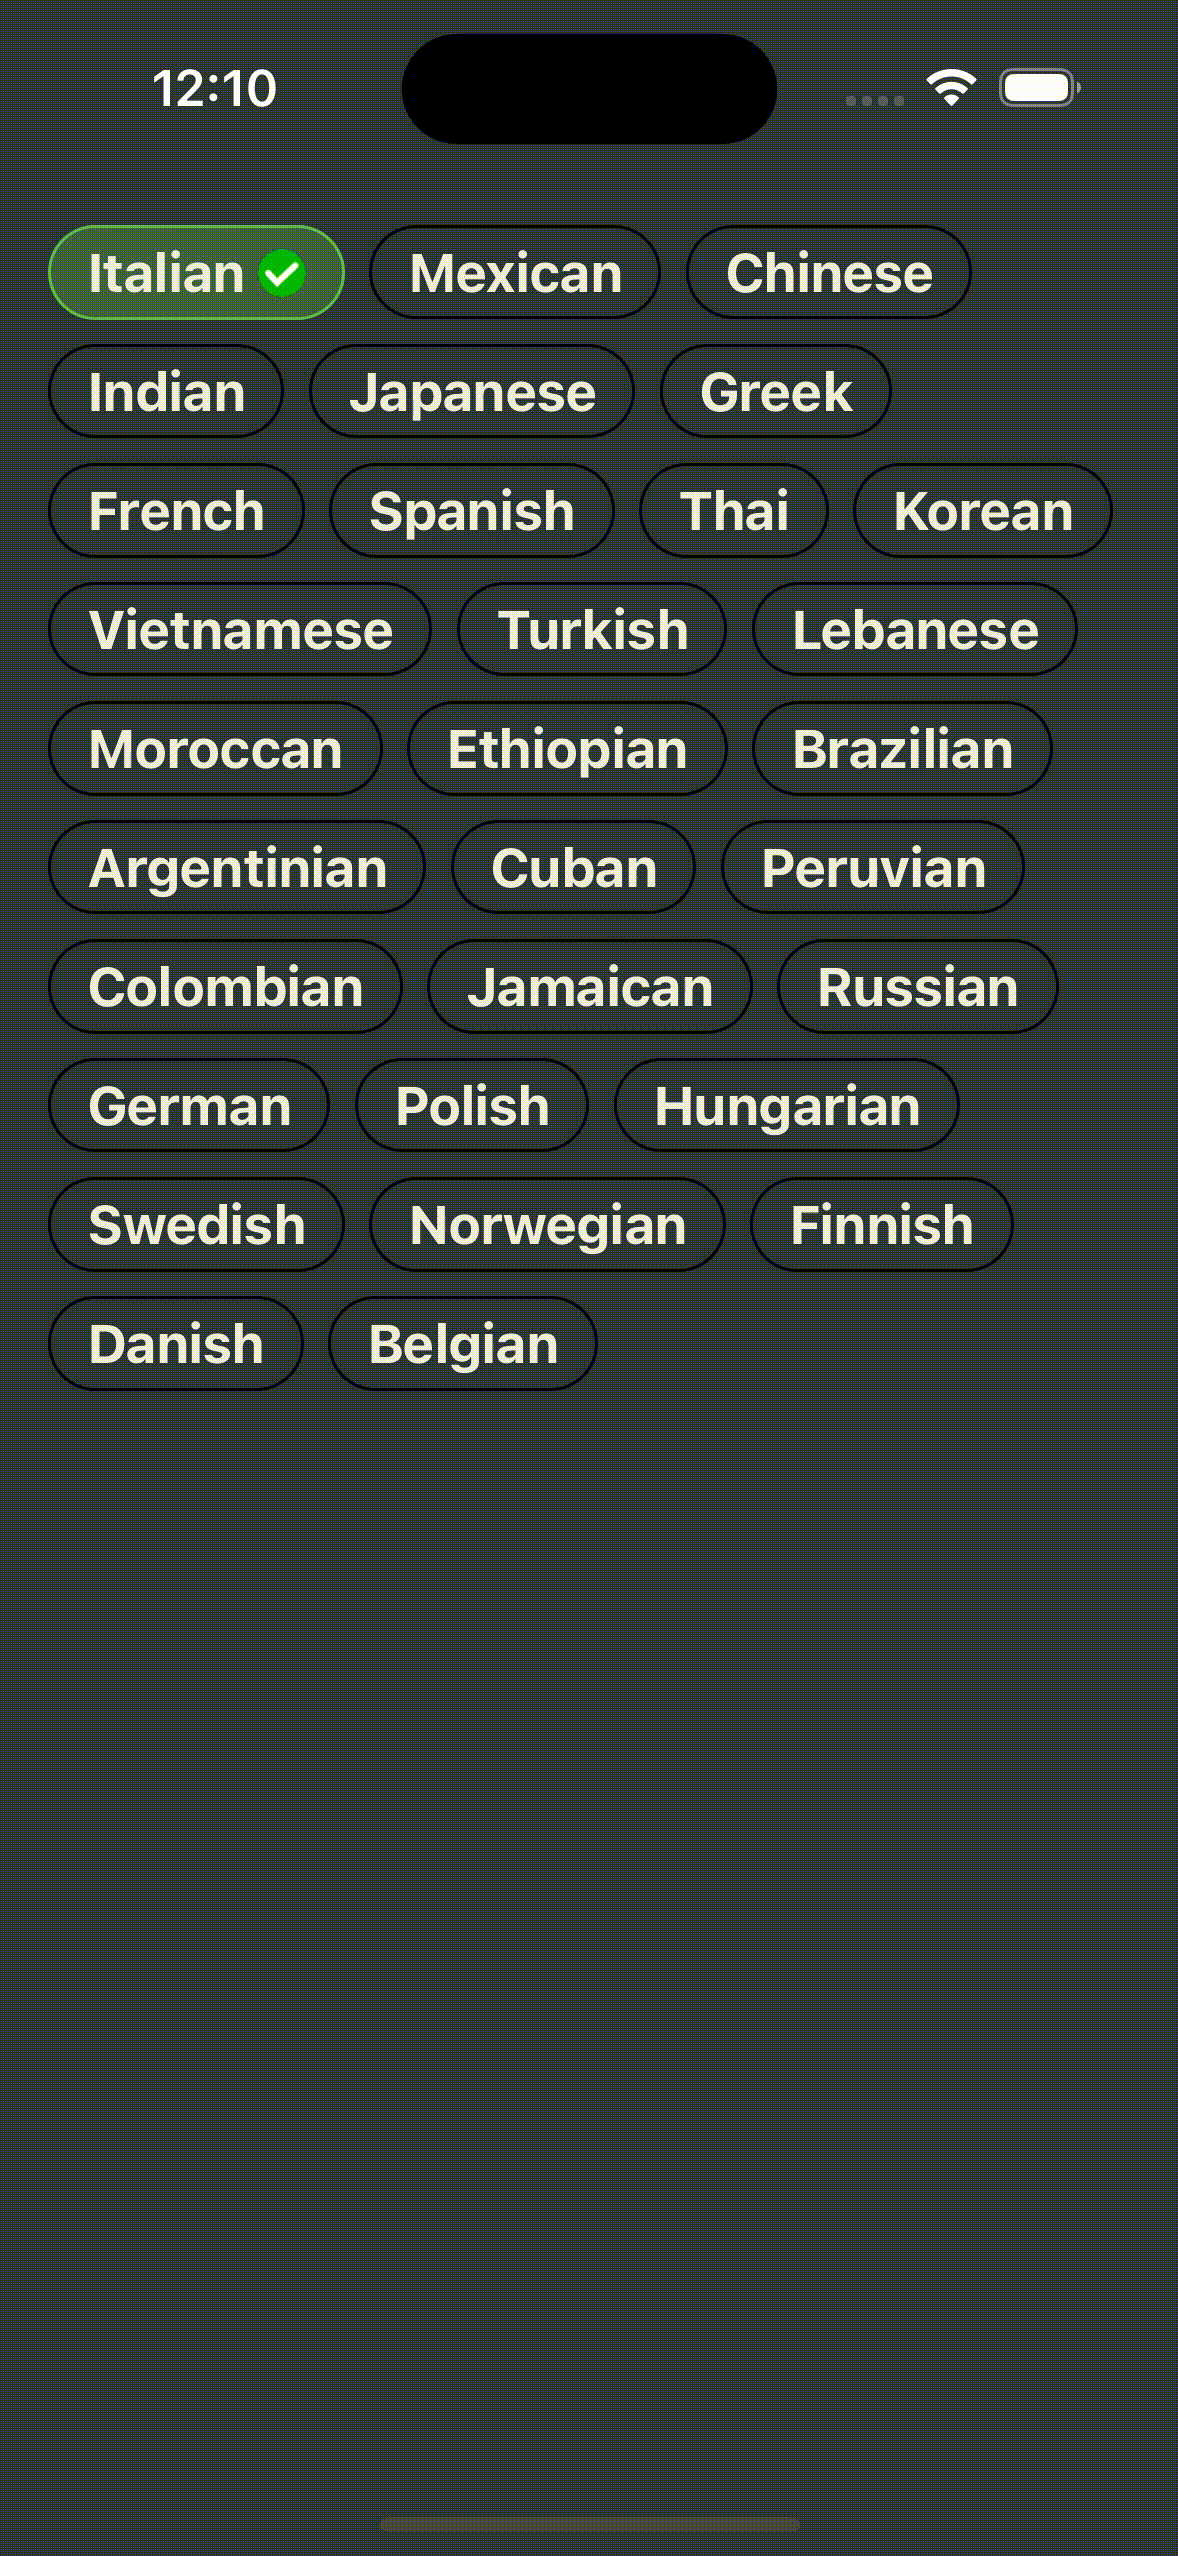 12:10
Italian Mexican Chinese
Indian Japanese Greek
French Spanish Thai Korean
Vietnamese Turkish Lebanese
Moroccan Ethiopian Brazilian
Argentinian Cuban Peruvian
Colombian Jamaican Russian
German Polish Hungarian
Swedish Norwegian Finnish
Danish Belgian